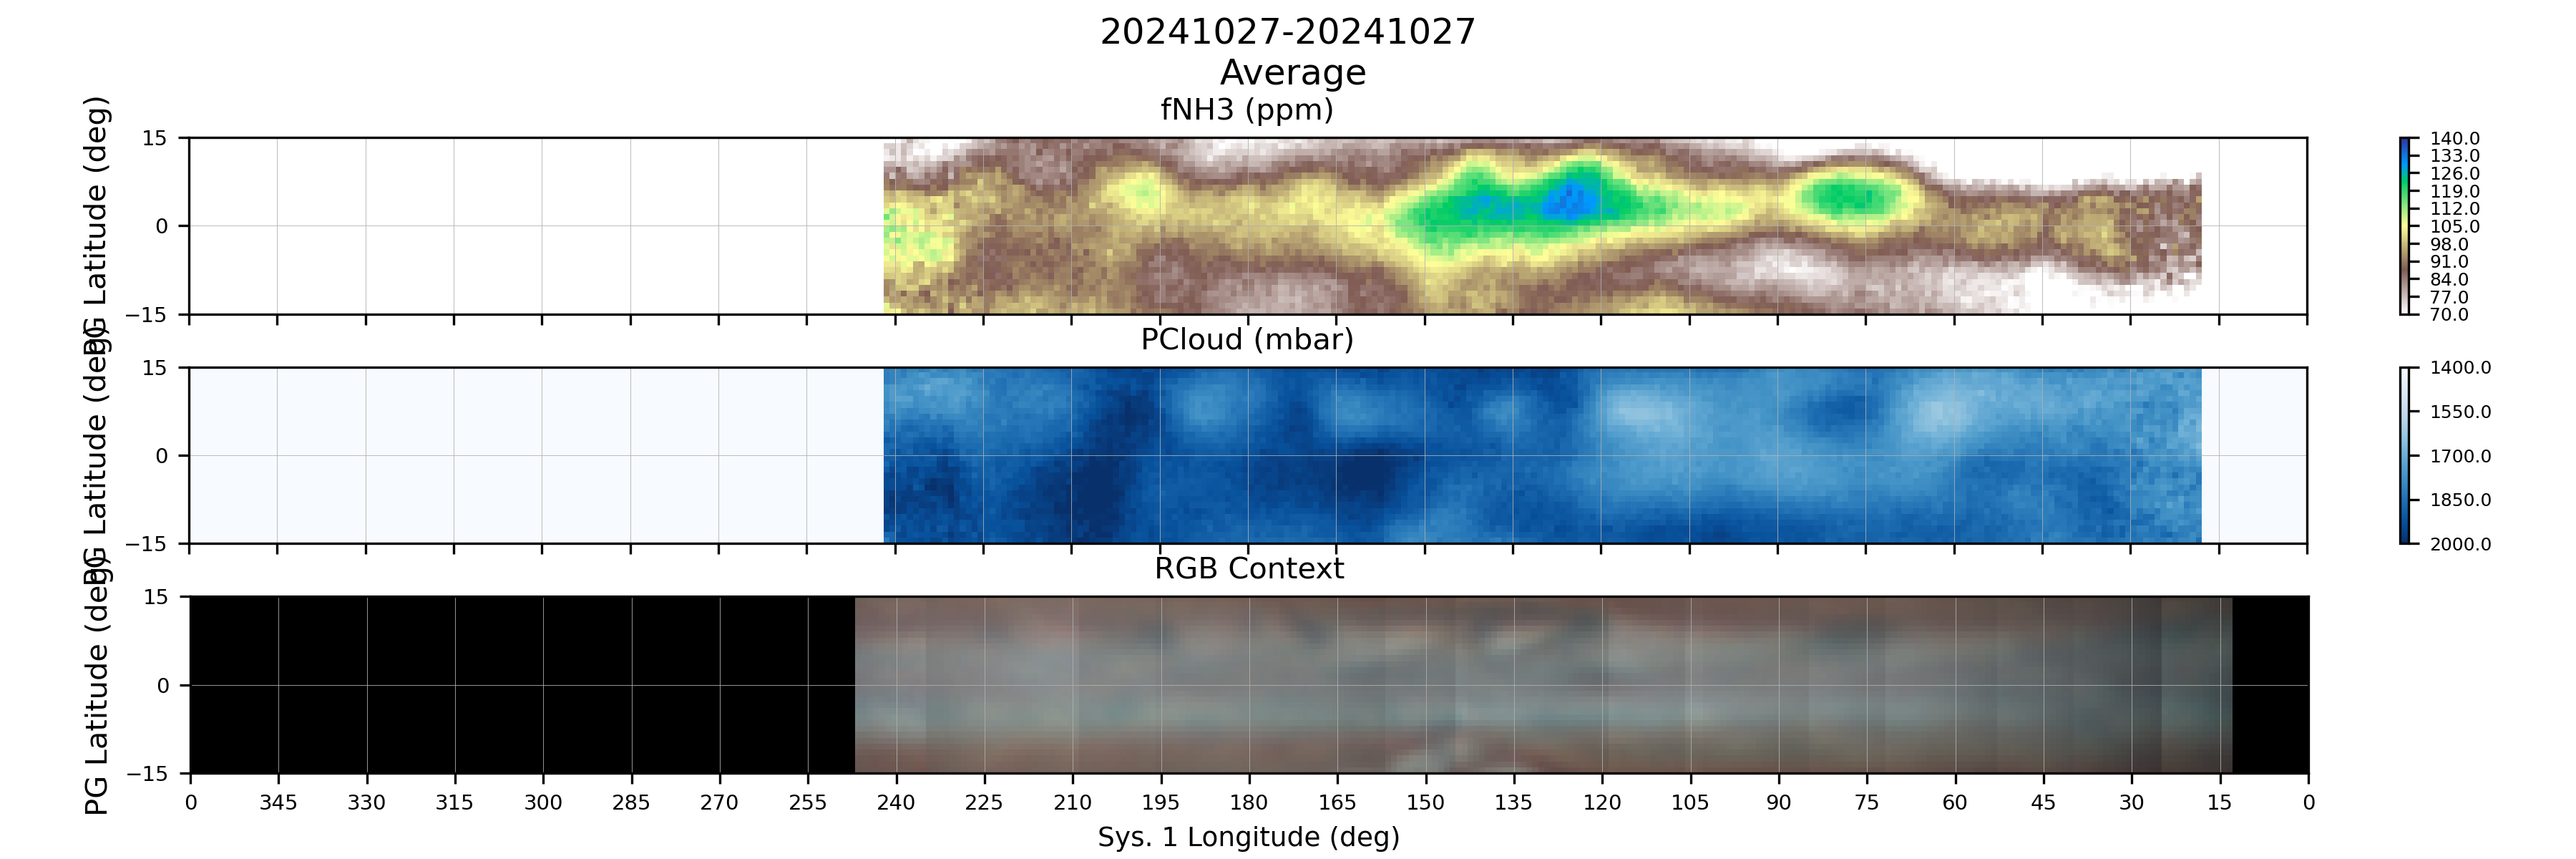 20241027-20241027
Average
fNH3 (ppm)
PG Latitude (deg)
15
0
−15
140.0
133.0
126.0
119.0
112.0
105.0
98.0
91.0
84.0
77.0
70.0
PCloud (mbar)
PG Latitude (deg)
15
0
−15
1400.0
1550.0
1700.0
1850.0
2000.0
RGB Context
PG Latitude (deg)
15
0
−15
0 345 330 315 300 285 270 255 240 225 210 195 180 165 150 135 120 105 90 75 60 45 30 15 0
Sys. 1 Longitude (deg)